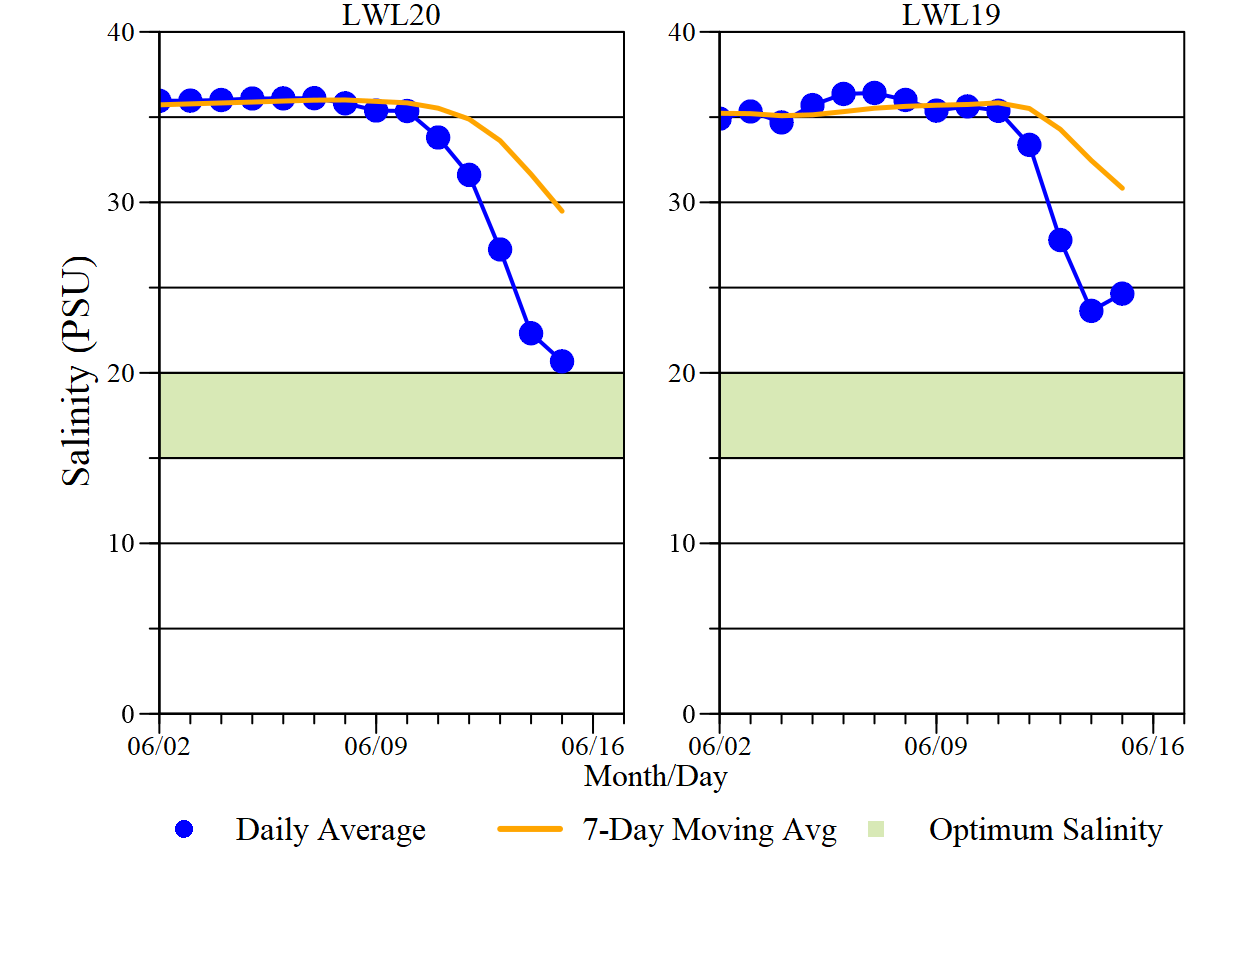 LWL20 LWL19
40 40
30 30
20 20
10 10
0 0
Salinity (PSU)
06/02 06/09 06/16 06/02 06/09 06/16
Month/Day
Daily Average 7-Day Moving Avg Optimum Salinity